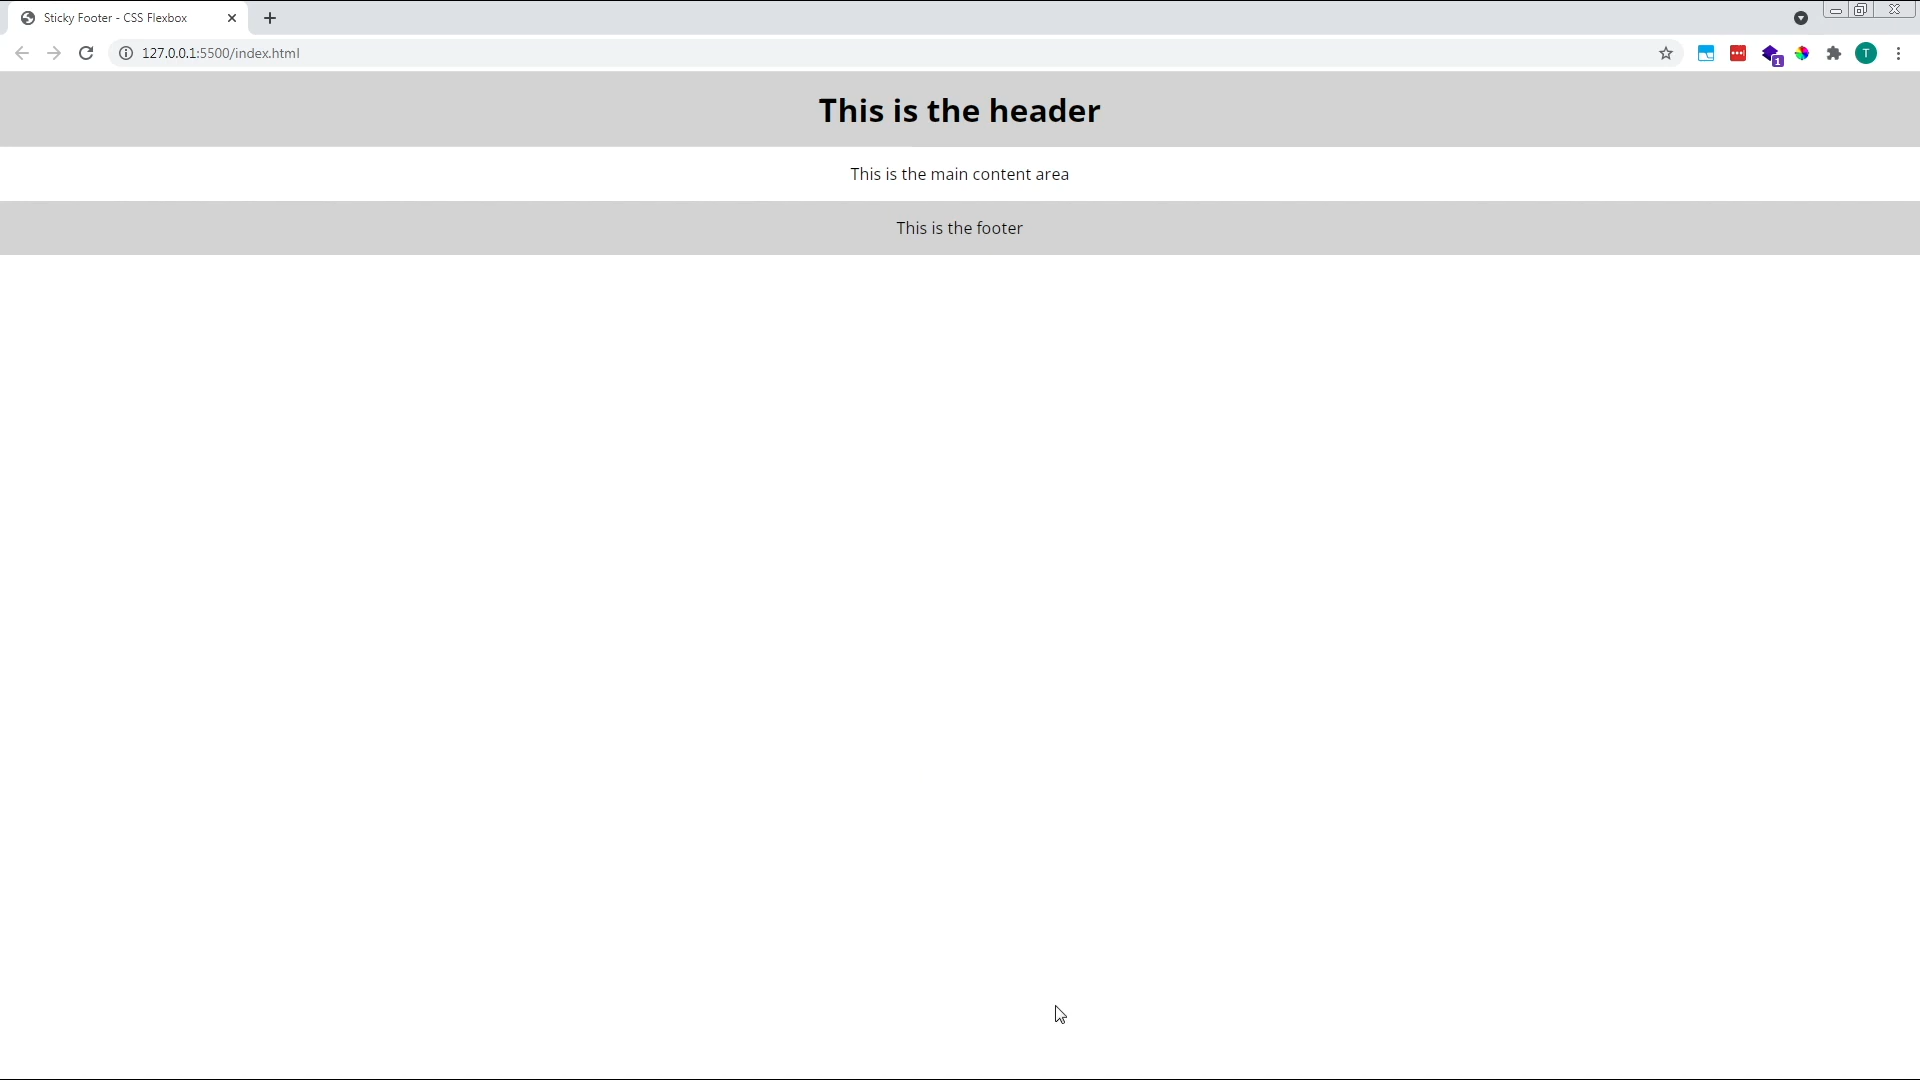 Sticky Footer - CSS Flexbox
127.0.0.1:5500/index.html
1
T
This is the header
This is the main content area
This is the footer